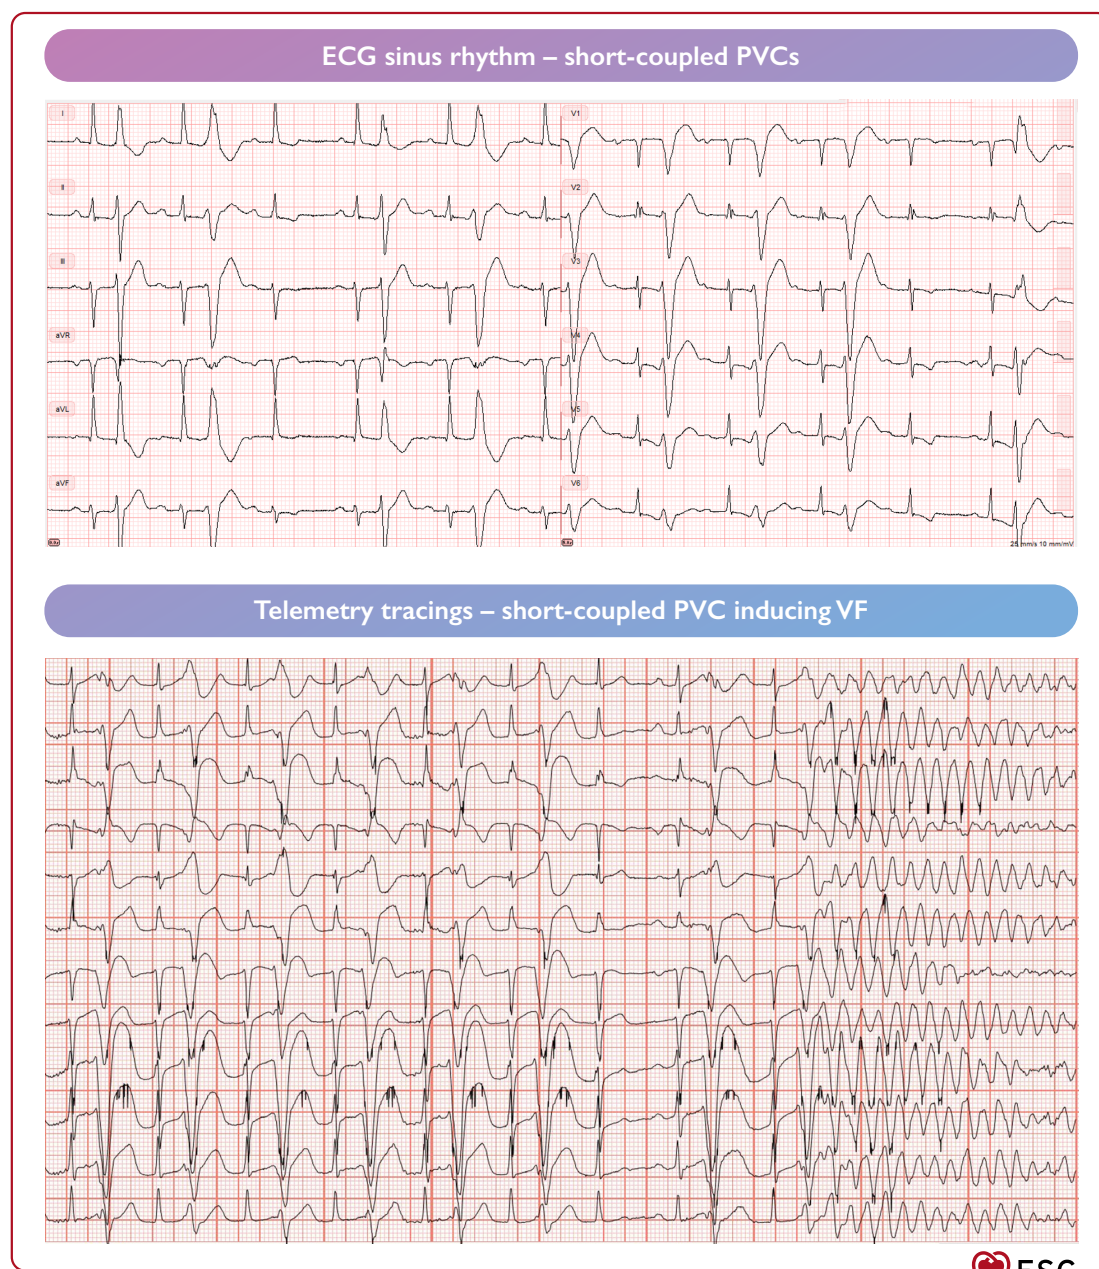 ECG sinus rhythm – short-coupled PVCs
I
II
III
aVR
aVL
aVF
V1
V2
V3
V4
V5
V6
25 mm/s 10 mm/mV
Telemetry tracings – short-coupled PVC inducing VF
ESC